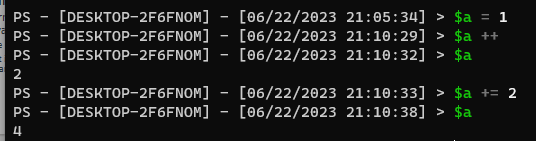 PS - [DESKTOP-2F6FNOM] - [06/22/2023 21:05:34] > $a = 1
PS - [DESKTOP-2F6FNOM] - [06/22/2023 21:10:29] > $a ++
PS - [DESKTOP-2F6FNOM] - [06/22/2023 21:10:32] > $a
2
PS - [DESKTOP-2F6FNOM] - [06/22/2023 21:10:33] > $a += 2
PS - [DESKTOP-2F6FNOM] - [06/22/2023 21:10:38] > $a
4